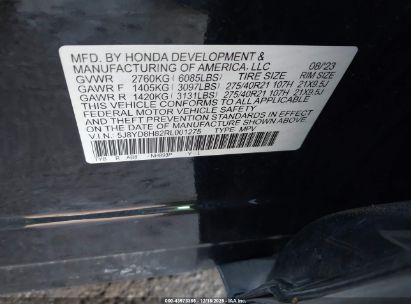 MFD. BY HONDA DEVELOPMENT &
MANUFACTURING OF AMERICA, LLC 08/23
GVWR 2760KG ( 6085LBS) TIRE SIZE RIM SIZE
GAWR F 1405KG ( 3097LBS) 275/40R21 107H 21X9.5J
GAWR R 1420KG ( 3131LBS) 275/40R21 107H 21X9.5J
THIS VEHICLE CONFORMS TO ALL APPLICABLE
FEDERAL MOTOR VEHICLE SAFETY AND
THEFT PREVENTION STANDARDS IN EFFECT ON
THE DATE OF MANUFACTURE SHOWN ABOVE.
V.I.N.: 5J8YD8H82RL001275 TYPE: MPV